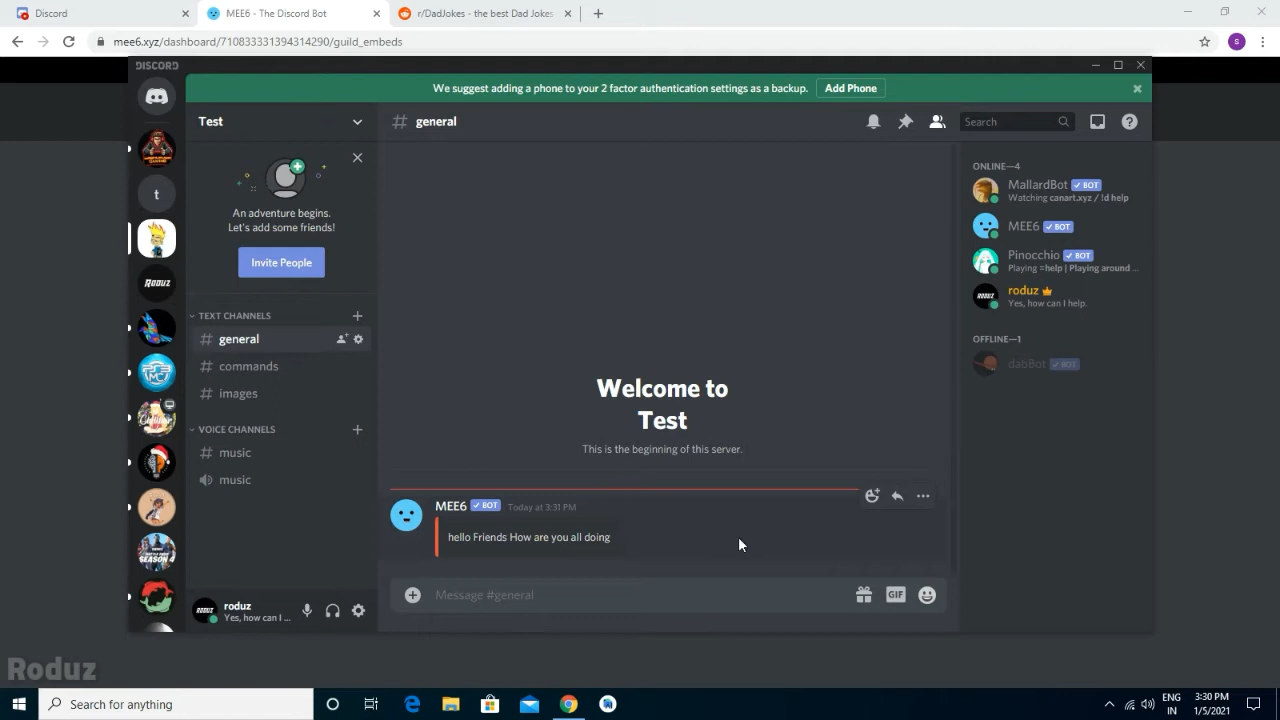 Discord
MEE6 - The Discord Bot
r/DadJokes - the best Dad Jokes
mee6.xyz/dashboard/710833331394314290/guild_embeds
S
DISCORD
We suggest adding a phone to your 2 factor authentication settings as a backup.
Add Phone
Test
general
Search
An adventure begins.
Let's add some friends!
Invite People
t
RODUZ
TEXT CHANNELS
general
commands
images
VOICE CHANNELS
music
music
Welcome to
Test
This is the beginning of this server.
MEE6 BOT Today at 3:31 PM
hello Friends How are you all doing
Message #general
GIF
ONLINE—4
MallardBot BOT
Watching canart.xyz / !d help
MEE6 BOT
Pinocchio BOT
Playing =help | Playing around ...
roduz
Yes, how can I help.
OFFLINE—1
dabBot BOT
roduz
Yes, how can I ...
Roduz
Search for anything
ENG
IN
3:30 PM
1/5/2021